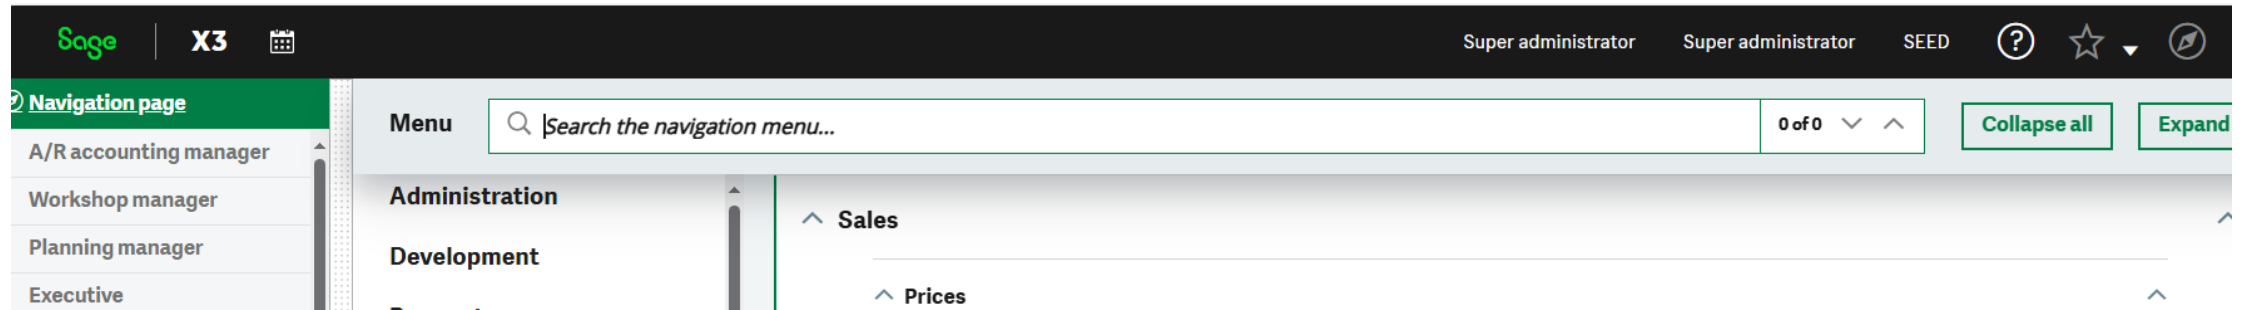 Sage X3 Super administrator Super administrator SEED ?
Navigation page
Menu Search the navigation menu... 0 of 0 Collapse all Expand
A/R accounting manager
Workshop manager
Planning manager
Executive
Administration
Development
Sales
Prices